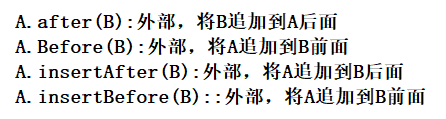 A.after(B):外部，将B追加到A后面
A.Before(B):外部，将A追加到B前面
A.insertAfter(B):外部，将A追加到B后面
A.insertBefore(B)::外部，将A追加到B前面